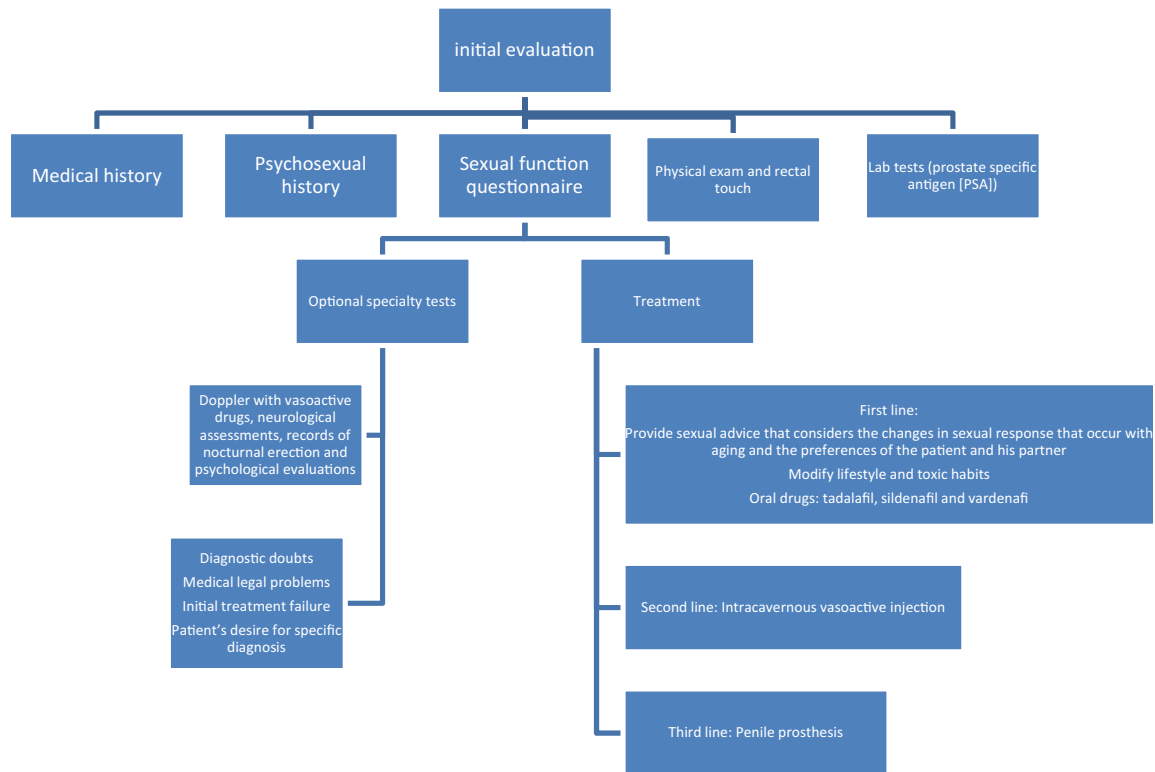 initial evaluation
Medical history
Psychosexual
history
Sexual function
questionnaire
Physical exam and rectal
touch
Lab tests (prostate specific
antigen [PSA])
Optional specialty tests
Treatment
Doppler with vasoactive
drugs, neurological
assessments, records of
nocturnal erection and
psychological evaluations
Diagnostic doubts
Medical legal problems
Initial treatment failure
Patient's desire for specific
diagnosis
First line:
Provide sexual advice that considers the changes in sexual response that occur with
aging and the preferences of the patient and his partner
Modify lifestyle and toxic habits
Oral drugs: tadalafil, sildenafil and vardenafi
Second line: Intracavernous vasoactive injection
Third line: Penile prosthesis